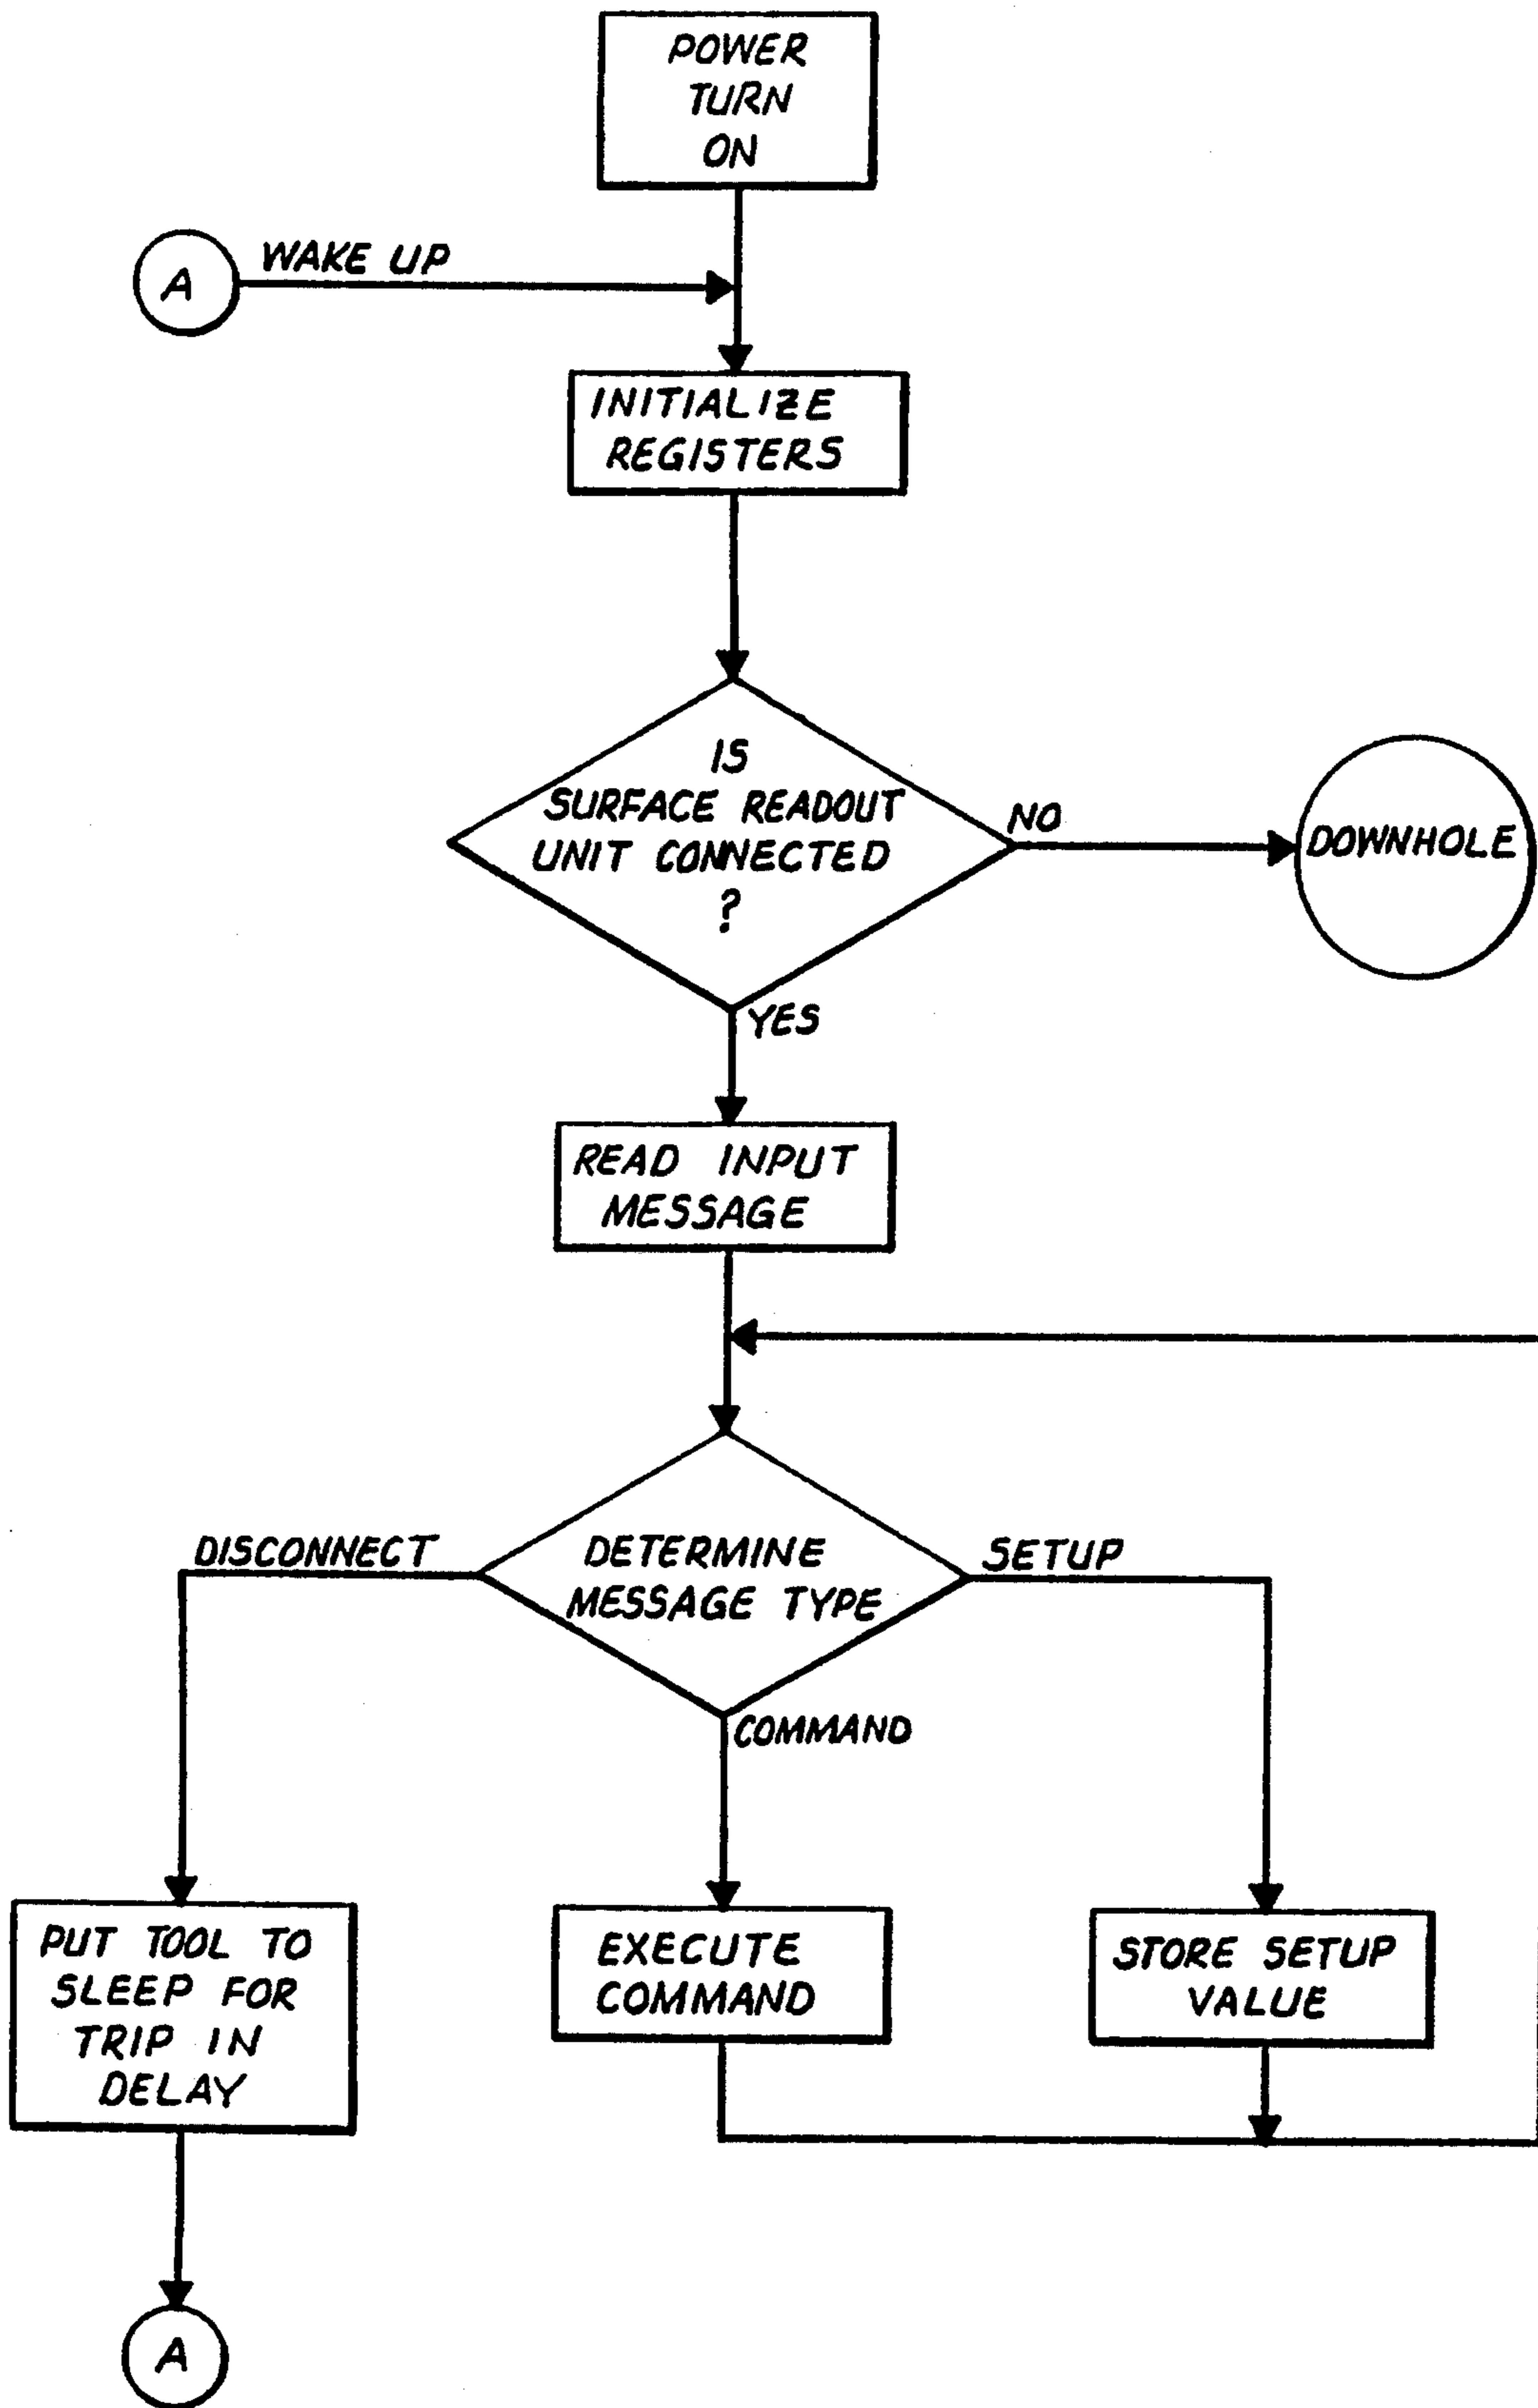 POWER
TURN
ON
A
WAKE UP
INITIALIZE
REGISTERS
IS
SURFACE READOUT
UNIT CONNECTED
?
NO
DOWNHOLE
YES
READ INPUT
MESSAGE
DISCONNECT
DETERMINE
MESSAGE TYPE
SETUP
COMMAND
PUT TOOL TO
SLEEP FOR
TRIP IN
DELAY
EXECUTE
COMMAND
STORE SETUP
VALUE
A